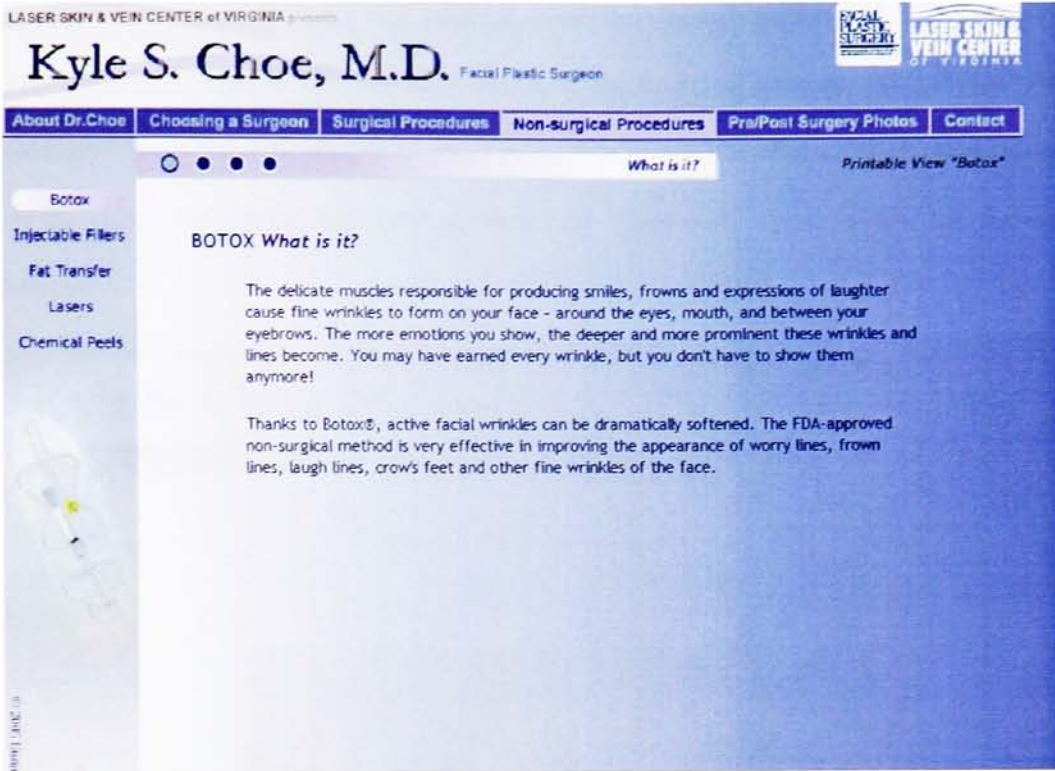 LASER SKIN & VEIN CENTER of VIRGINIA presents
FACIAL
PLASTIC
SURGERY
LASER SKIN &
VEIN CENTER
OF VIRGINIA
Kyle S. Choe, M.D. Facial Plastic Surgeon
About Dr.Choe Choosing a Surgeon Surgical Procedures Non-surgical Procedures Pre/Post Surgery Photos Contact
What is it? Printable View "Botox"
Botox
Injectable Fillers
Fat Transfer
Lasers
Chemical Peels
BOTOX What is it?
The delicate muscles responsible for producing smiles, frowns and expressions of laughter
cause fine wrinkles to form on your face - around the eyes, mouth, and between your
eyebrows. The more emotions you show, the deeper and more prominent these wrinkles and
lines become. You may have earned every wrinkle, but you don't have to show them
anymore!
Thanks to Botox®, active facial wrinkles can be dramatically softened. The FDA-approved
non-surgical method is very effective in improving the appearance of worry lines, frown
lines, laugh lines, crow's feet and other fine wrinkles of the face.